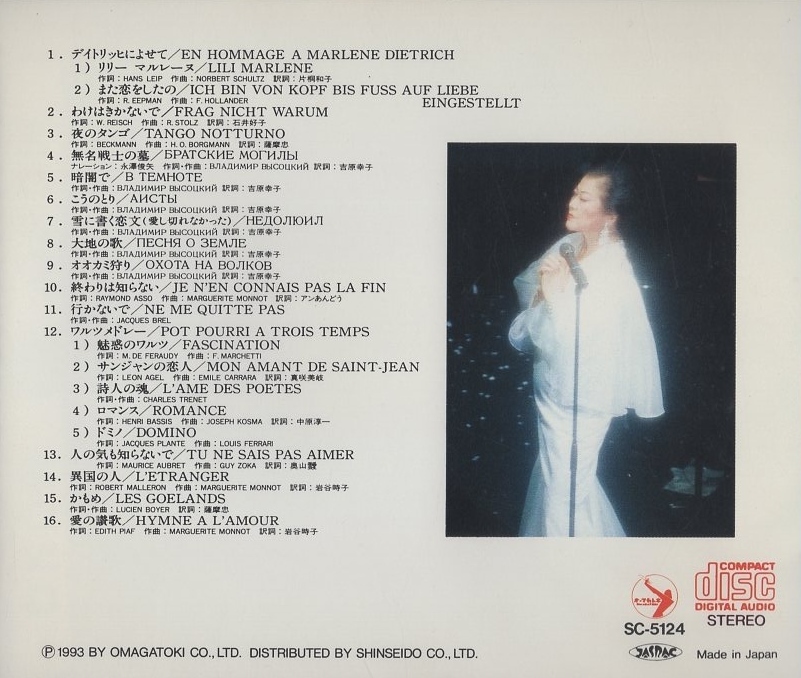 1. デイトリッヒによせて／EN HOMMAGE A MARLENE DIETRICH
1) リリー マルレーヌ／LILI MARLENE
作詞：HANS LEIP 作曲：NORBERT SCHULTZ 訳詞：片桐和子
2) また恋をしたの／ICH BIN VON KOPF BIS FUSS AUF LIEBE
作詞：R. EEPMAN 作曲：F. HOLLANDER
EINGESTELLT
2. わけはきかないで／FRAG NICHT WARUM
作詞：W. REISCH 作曲：R. STOLZ 訳詞：石井好子
3. 夜のタンゴ／TANGO NOTTURNO
作詞：BECKMANN 作曲：H. O. BORGMANN 訳詞：薩摩忠
4. 無名戦士の墓／БРАТСКИЕ МОГИЛЫ
ナレーション：永澤俊矢 作詞・作曲：ВЛАДИМИР ВЫСОЦКИЙ 訳詞：吉原幸子
5. 暗闇で／В ТЕМНОТЕ
作詞・作曲：ВЛАДИМИР ВЫСОЦКИЙ 訳詞：吉原幸子
6. こうのとり／АИСТЫ
作詞・作曲：ВЛАДИМИР ВЫСОЦКИЙ 訳詞：吉原幸子
7. 雪に書く恋文(愛し切れなかった)／НЕДОЛЮИЛ
作詞・作曲：ВЛАДИМИР ВЫСОЦКИЙ 訳詞：吉原幸子
8. 大地の歌／ПЕСНЯ О ЗЕМЛЕ
作詞・作曲：ВЛАДИМИР ВЫСОЦКИЙ 訳詞：吉原幸子
9. オオカミ狩り／ОХОТА НА ВОЛКОВ
作詞・作曲：ВЛАДИМИР ВЫСОЦКИЙ 訳詞：吉原幸子
10. 終わりは知らない／JE N'EN CONNAIS PAS LA FIN
作詞：RAYMOND ASSO 作曲：MARGUERITE MONNOT 訳詞：アンあんどう
11. 行かないで／NE ME QUITTE PAS
作詞・作曲：JACQUES BREL
12. ワルツメドレー／POT POURRI A TROIS TEMPS
1) 魅惑のワルツ／FASCINATION
作詞：M. DE FERAUDY 作曲：F. MARCHETTI
2) サンジャンの恋人／MON AMANT DE SAINT-JEAN
作詞：LEON AGEL 作曲：EMILE CARRARA 訳詞：真咲美岐
3) 詩人の魂／L'AME DES POETES
作詞・作曲：CHARLES TRENET
4) ロマンス／ROMANCE
作詞：HENRI BASSIS 作曲：JOSEPH KOSMA 訳詞：中原淳一
5) ドミノ／DOMINO
作詞：JACQUES PLANTE 作曲：LOUIS FERRARI
13. 人の気も知らないで／TU NE SAIS PAS AIMER
作詞：MAURICE AUBRET 作曲：GUY ZOKA 訳詞：奥山靉
14. 異国の人／L'ETRANGER
作詞：ROBERT MALLERON 作曲：MARGUERITE MONNOT 訳詞：岩谷時子
15. かもめ／LES GOELANDS
作詞・作曲：LUCIEN BOYER 訳詞：薩摩忠
16. 愛の讃歌／HYMNE A L'AMOUR
作詞：EDITH PIAF 作曲：MARGUERITE MONNOT 訳詞：岩谷時子
COMPACT
disc
DIGITAL AUDIO
STEREO
SC-5124
JASRAC
Made in Japan
Ⓟ1993 BY OMAGATOKI CO., LTD. DISTRIBUTED BY SHINSEIDO CO., LTD.